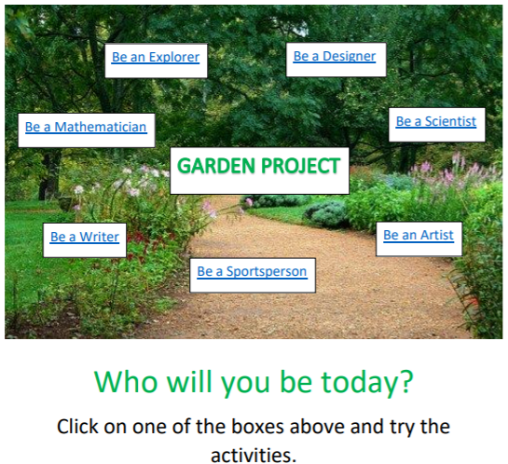 Be an Explorer
Be a Designer
Be a Mathematician
Be a Scientist
GARDEN PROJECT
Be a Writer
Be an Artist
Be a Sportsperson
Who will you be today?
Click on one of the boxes above and try the
activities.